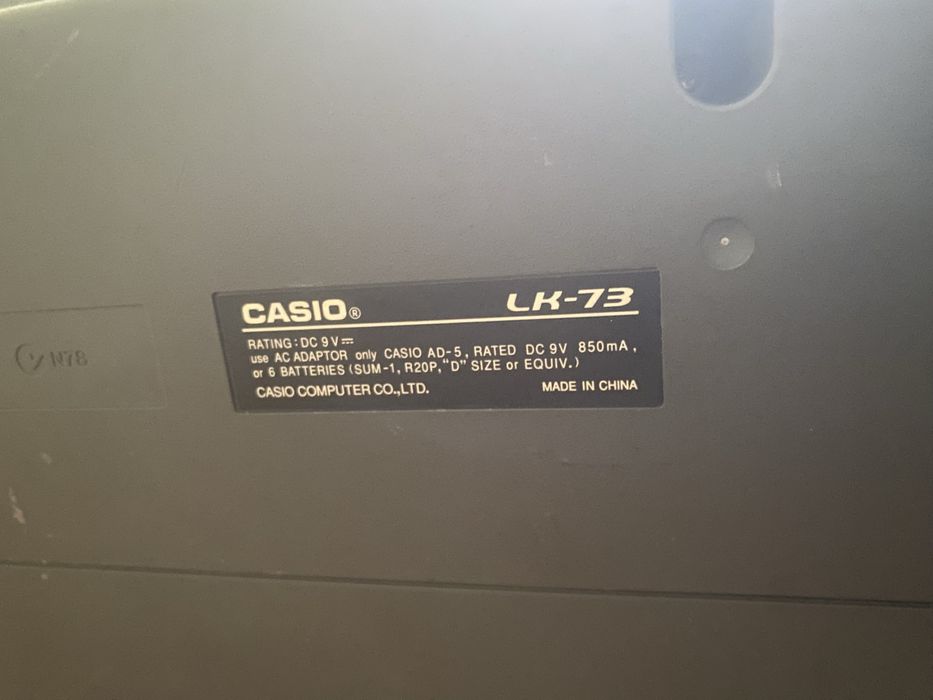 CASIO® LK-73
RATING : DC 9 V ⎓
use AC ADAPTOR only CASIO AD-5, RATED DC 9V 850mA,
or 6 BATTERIES (SUM-1, R20P, "D" SIZE or EQUIV.)
CASIO COMPUTER CO.,LTD. MADE IN CHINA
N78